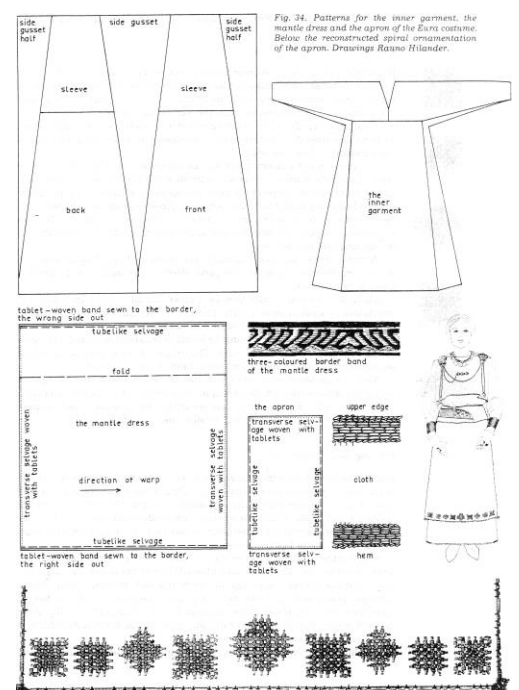 Fig. 34. Patterns for the inner garment, the
mantle dress and the apron of the Eura costume.
Below the reconstructed spiral ornamentation
of the apron. Drawings Rauno Hilander.
side
gusset
half
side gusset
side
gusset
half
sleeve
sleeve
back
front
the
inner
garment
tablet-woven band sewn to the border,
the wrong side out
tubelike selvage
fold
the mantle dress
transverse selvage woven
with tablets
transverse selvage
woven with tablets
direction of warp
tubelike selvage
tablet-woven band sewn to the border,
the right side out
three-coloured border band
of the mantle dress
the apron
transverse selv-
age woven with
tablets
tubelike selvage
tubelike selvage
transverse selv-
age woven with
tablets
upper edge
cloth
hem